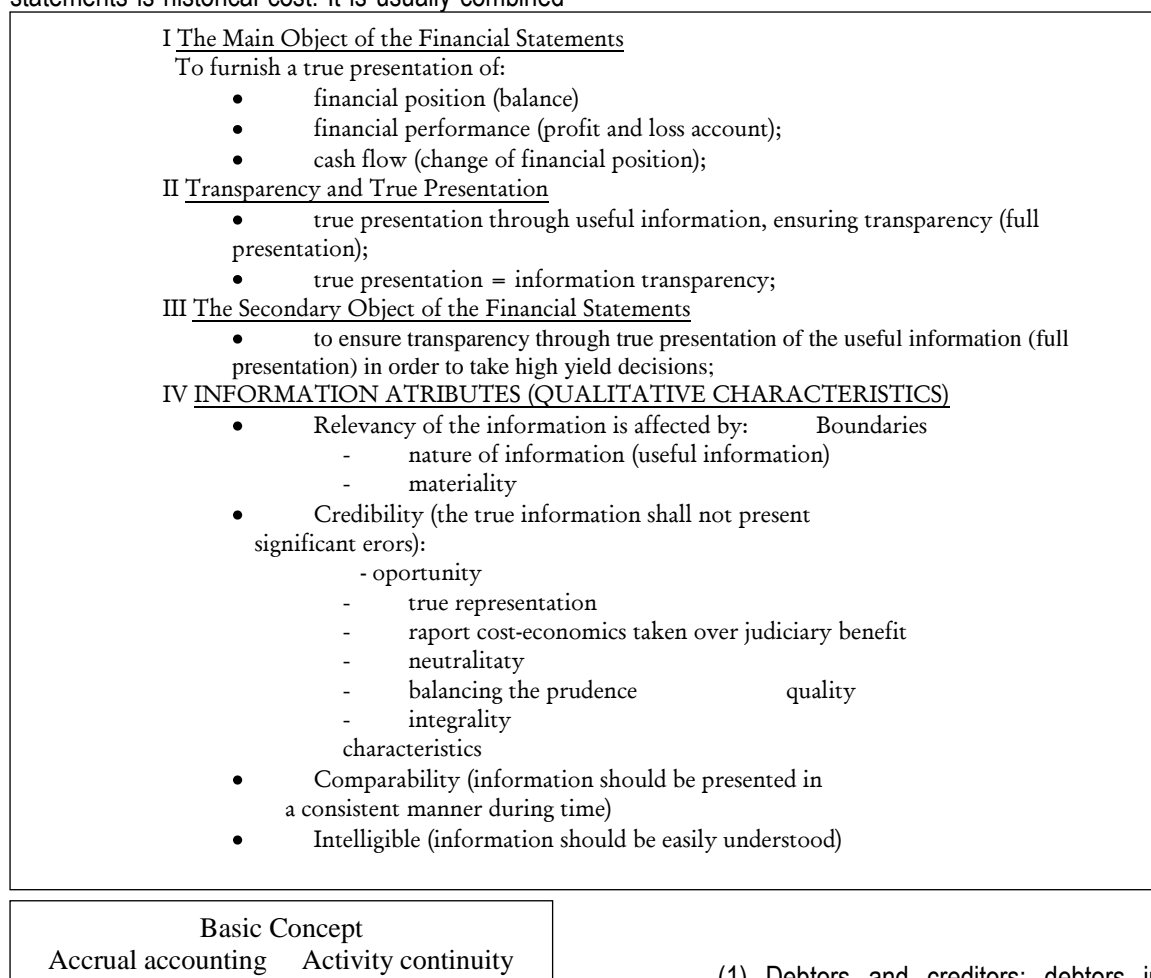 statements is historical cost. It is usually combined
I The Main Object of the Financial Statements
To furnish a true presentation of:
• financial position (balance)
• financial performance (profit and loss account);
• cash flow (change of financial position);
II Transparency and True Presentation
• true presentation through useful information, ensuring transparency (full
presentation);
• true presentation = information transparency;
III The Secondary Object of the Financial Statements
• to ensure transparency through true presentation of the useful information (full
presentation) in order to take high yield decisions;
IV INFORMATION ATRIBUTES (QUALITATIVE CHARACTERISTICS)
• Relevancy of the information is affected by: Boundaries
- nature of information (useful information)
- materiality
• Credibility (the true information shall not present
significant erors):
- oportunity
- true representation
- raport cost-economics taken over judiciary benefit
- neutralitaty
- balancing the prudence quality
- integrality
characteristics
• Comparability (information should be presented in
a consistent manner during time)
• Intelligible (information should be easily understood)
Basic Concept
Accrual accounting Activity continuity
(1) Debtors and creditors: debtors